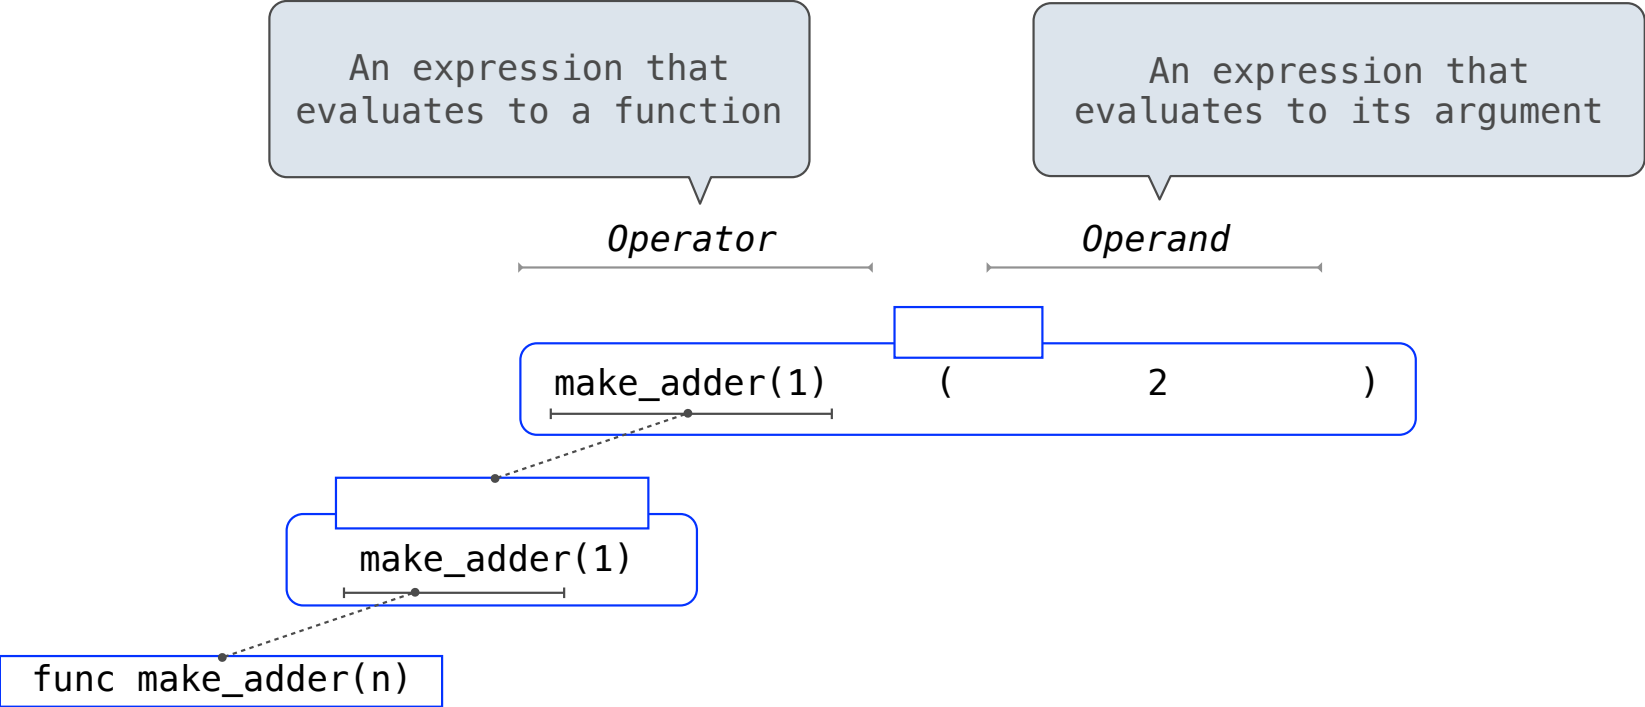 An expression that
evaluates to a function
An expression that
evaluates to its argument
Operator
Operand
make_adder(1) ( 2 )
make_adder(1)
func make_adder(n)